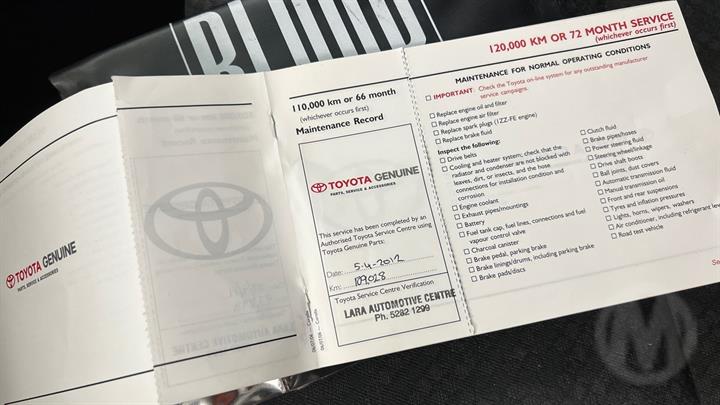 BLOOD
TOYOTA GENUINE
PARTS, SERVICE & ACCESSORIES
LARA AUTOMOTIVE CENTRE
110,000 km or 66 month
(whichever occurs first)
Maintenance Record
TOYOTA GENUINE
PARTS, SERVICE & ACCESSORIES
This service has been completed by an
Authorised Toyota Service Centre using
Toyota Genuine Parts:
Date: 5-4-2012
Km: 109,028
Toyota Service Centre Verification
LARA AUTOMOTIVE CENTRE
Ph. 5282 1299
120,000 KM OR 72 MONTH SERVICE
(whichever occurs first)
MAINTENANCE FOR NORMAL OPERATING CONDITIONS
IMPORTANT: Check the Toyota on-line system for any outstanding manufacturer
service campaigns.
Replace engine oil and filter
Replace engine air filter
Replace spark plugs (1ZZ-FE engine)
Replace brake fluid
Inspect the following:
Drive belts
Cooling and heater system; check that the
radiator and condenser are not blocked with
leaves, dirt, or insects, and the hose
connections for installation condition and
corrosion.
Engine coolant
Exhaust pipes/mountings
Battery
Fuel tank cap, fuel lines, connections and fuel
vapour control valve
Charcoal canister
Brake pedal, parking brake
Brake linings/drums, including parking brake
Brake pads/discs
Clutch fluid
Brake pipes/hoses
Power steering fluid
Steering wheel/linkage
Drive shaft boots
Ball joints, dust covers
Automatic transmission fluid
Manual transmission oil
Front and rear suspensions
Tyres and inflation pressures
Lights, horns, wipers, washers
Air conditioner, including refrigerant level
Road test vehicle
M